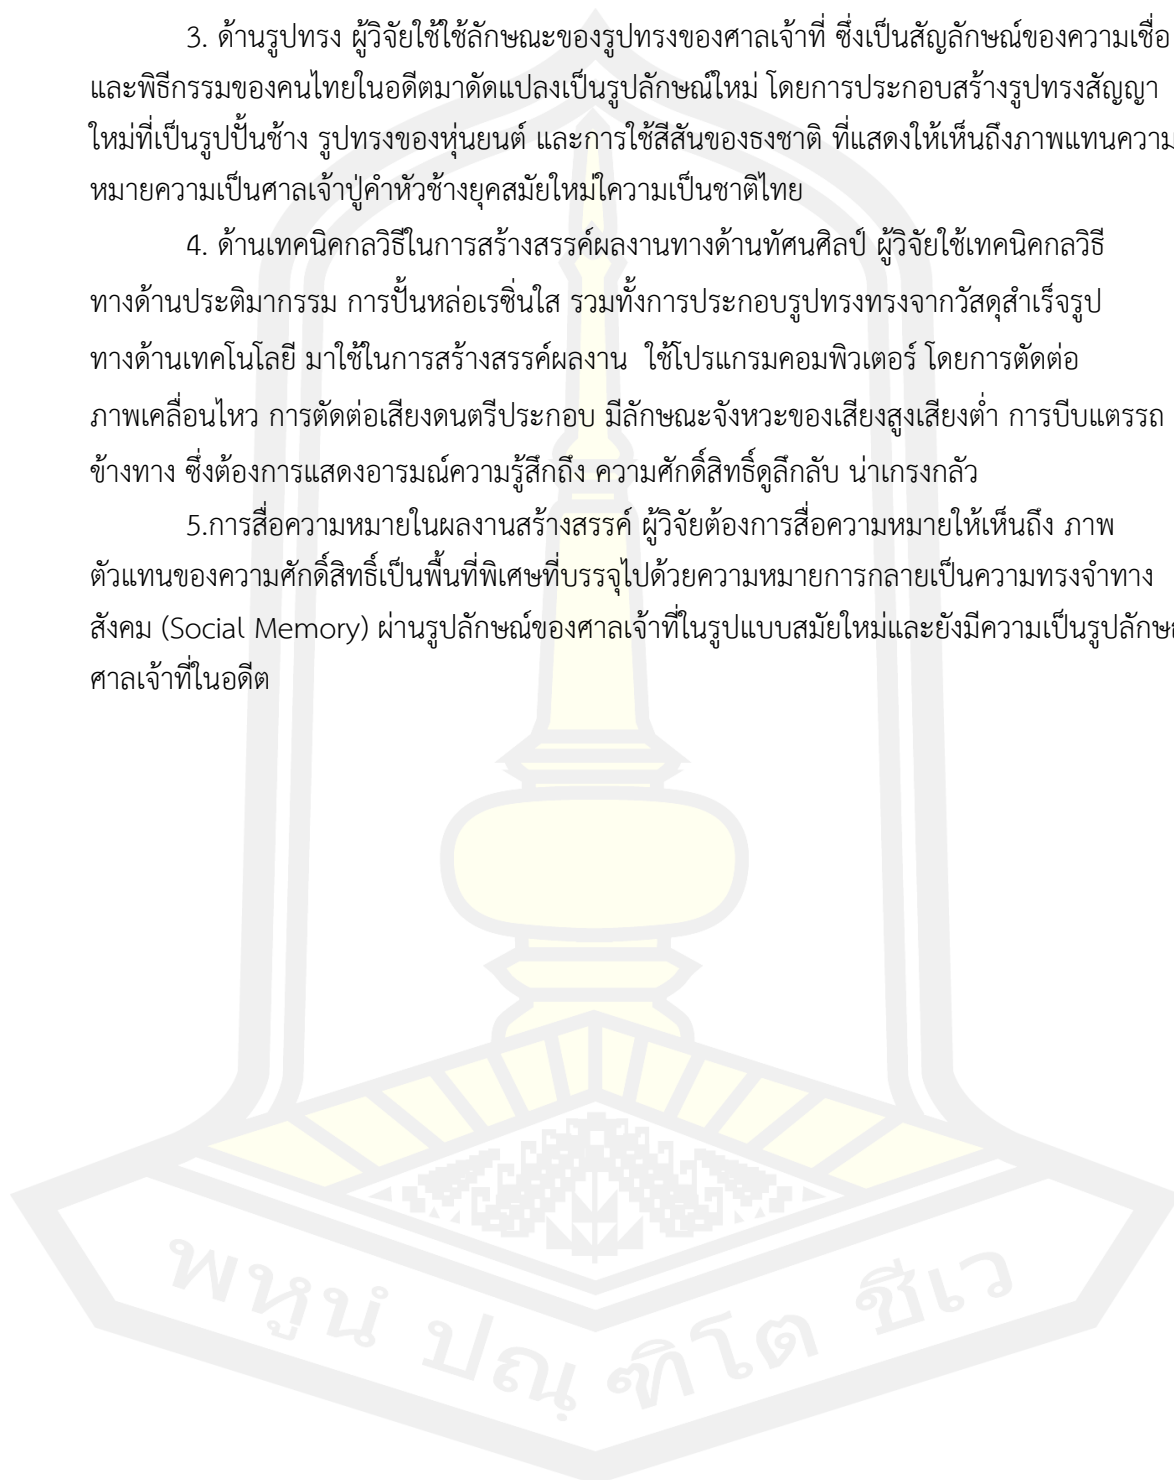 3. ด้านรูปทรง ผู้วิจัยใช้ใช้ลักษณะของรูปทรงของศาลเจ้าที่ ซึ่งเป็นสัญลักษณ์ของความเชื่อ
และพิธีกรรมของคนไทยในอดีตมาดัดแปลงเป็นรูปลักษณ์ใหม่ โดยการประกอบสร้างรูปทรงสัญญา
ใหม่ที่เป็นรูปปั้นช้าง รูปทรงของหุ่นยนต์ และการใช้สีสันของธงชาติ ที่แสดงให้เห็นถึงภาพแทนความ
หมายความเป็นศาลเจ้าปู่คำหัวช้างยุคสมัยใหม่ใความเป็นชาติไทย
4. ด้านเทคนิคกลวิธีในการสร้างสรรค์ผลงานทางด้านทัศนศิลป์ ผู้วิจัยใช้เทคนิคกลวิธี
ทางด้านประติมากรรม การปั้นหล่อเรซิ่นใส รวมทั้งการประกอบรูปทรงทรงจากวัสดุสำเร็จรูป
ทางด้านเทคโนโลยี มาใช้ในการสร้างสรรค์ผลงาน ใช้โปรแกรมคอมพิวเตอร์ โดยการตัดต่อ
ภาพเคลื่อนไหว การตัดต่อเสียงดนตรีประกอบ มีลักษณะจังหวะของเสียงสูงเสียงต่ำ การบีบแตรรถ
ข้างทาง ซึ่งต้องการแสดงอารมณ์ความรู้สึกถึง ความศักดิ์สิทธิ์ดูลึกลับ น่าเกรงกลัว
5.การสื่อความหมายในผลงานสร้างสรรค์ ผู้วิจัยต้องการสื่อความหมายให้เห็นถึง ภาพ
ตัวแทนของความศักดิ์สิทธิ์เป็นพื้นที่พิเศษที่บรรจุไปด้วยความหมายการกลายเป็นความทรงจำทาง
สังคม (Social Memory) ผ่านรูปลักษณ์ของศาลเจ้าที่ในรูปแบบสมัยใหม่และยังมีความเป็นรูปลักษณ์
ศาลเจ้าที่ในอดีต
พหูนํ ปณฺฑิโต ชีเว